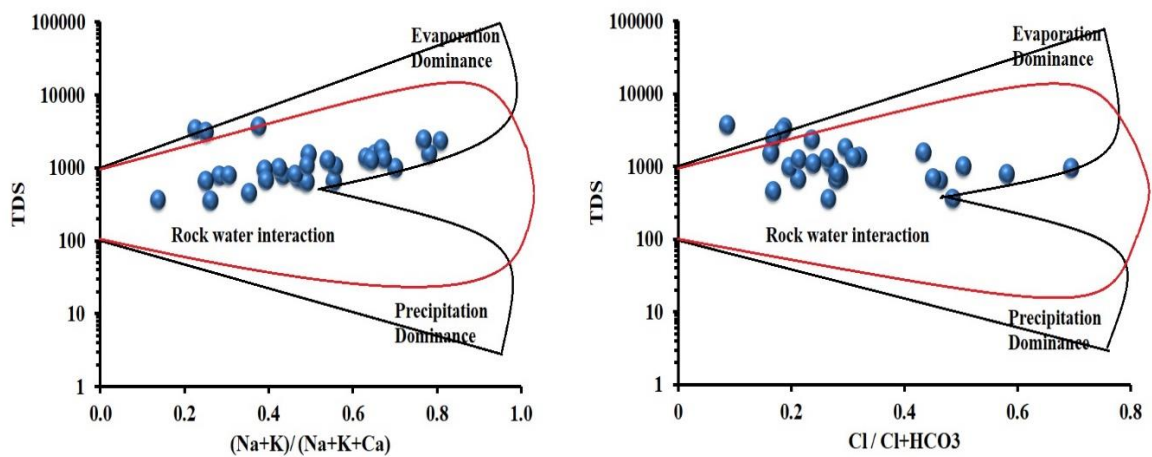 100000
10000
1000
100
10
1
TDS
Evaporation
Dominance
Rock water interaction
Precipitation
Dominance
0.0 0.2 0.4 0.6 0.8 1.0
(Na+K)/ (Na+K+Ca)
100000
10000
1000
100
10
1
TDS
Evaporation
Dominance
Rock water interaction
Precipitation
Dominance
0 0.2 0.4 0.6 0.8
Cl / Cl+HCO3